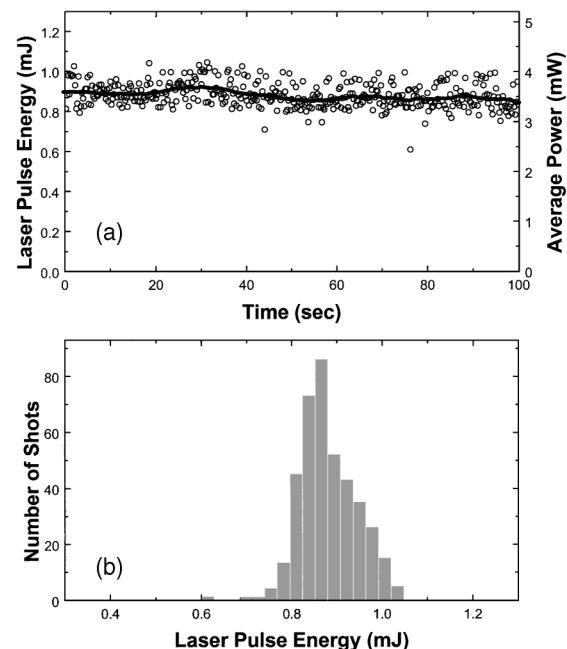 Laser Pulse Energy (mJ)
1.2
1.0
0.8
0.6
0.4
0.2
0.0
(a)
5
4
3
2
1
0
Average Power (mW)
0 20 40 60 80 100
Time (sec)
Number of Shots
80
60
40
20
0
(b)
0.4 0.6 0.8 1.0 1.2
Laser Pulse Energy (mJ)